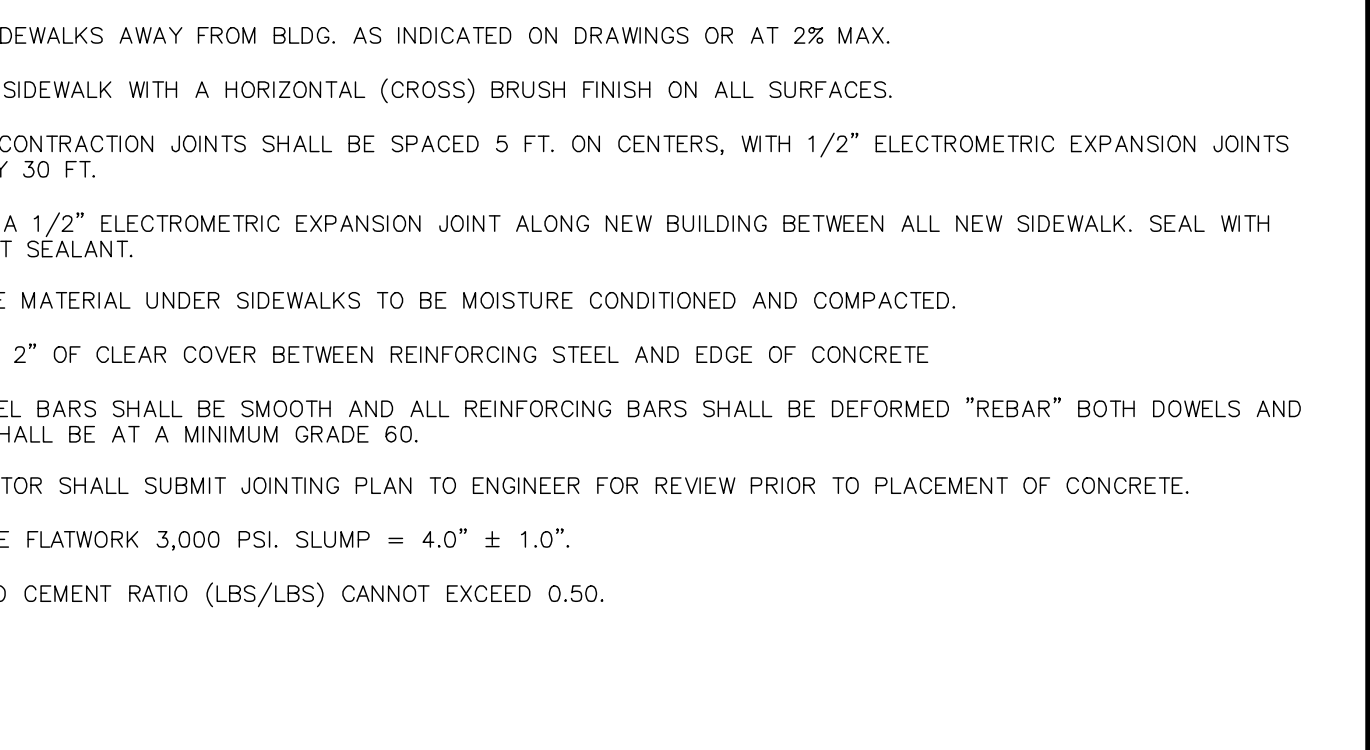 DEWALKS AWAY FROM BLDG. AS INDICATED ON DRAWINGS OR AT 2% MAX.
SIDEWALK WITH A HORIZONTAL (CROSS) BRUSH FINISH ON ALL SURFACES.
CONTRACTION JOINTS SHALL BE SPACED 5 FT. ON CENTERS, WITH 1/2" ELECTROMETRIC EXPANSION JOINTS
Y 30 FT.
A 1/2" ELECTROMETRIC EXPANSION JOINT ALONG NEW BUILDING BETWEEN ALL NEW SIDEWALK. SEAL WITH
T SEALANT.
E MATERIAL UNDER SIDEWALKS TO BE MOISTURE CONDITIONED AND COMPACTED.
2" OF CLEAR COVER BETWEEN REINFORCING STEEL AND EDGE OF CONCRETE
EL BARS SHALL BE SMOOTH AND ALL REINFORCING BARS SHALL BE DEFORMED "REBAR" BOTH DOWELS AND
HALL BE AT A MINIMUM GRADE 60.
TOR SHALL SUBMIT JOINTING PLAN TO ENGINEER FOR REVIEW PRIOR TO PLACEMENT OF CONCRETE.
E FLATWORK 3,000 PSI. SLUMP = 4.0" ± 1.0".
O CEMENT RATIO (LBS/LBS) CANNOT EXCEED 0.50.